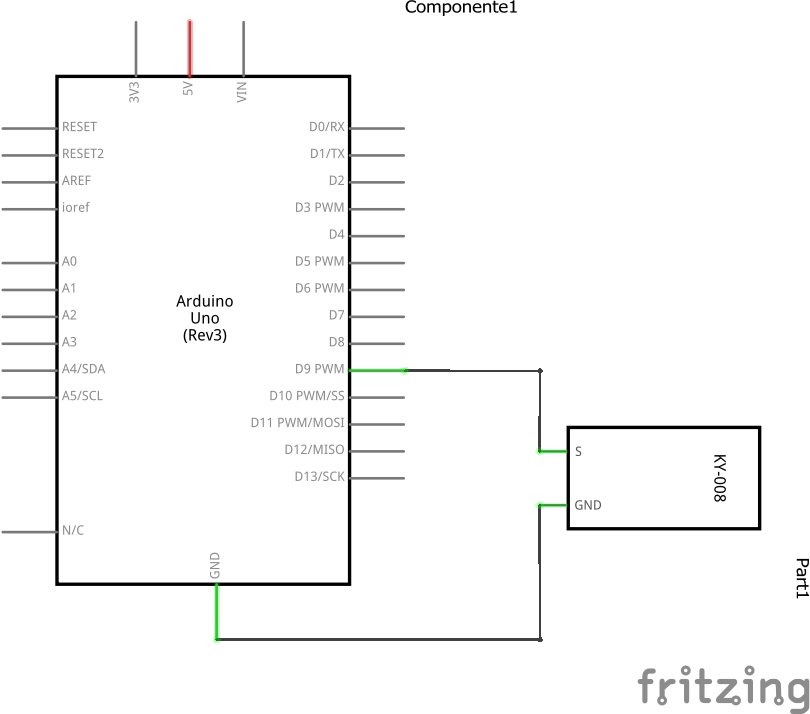 Componente1
3V3
5V
VIN
RESET
RESET2
AREF
ioref
A0
A1
A2
A3
A4/SDA
A5/SCL
N/C
Arduino
Uno
(Rev3)
D0/RX
D1/TX
D2
D3 PWM
D4
D5 PWM
D6 PWM
D7
D8
D9 PWM
D10 PWM/SS
D11 PWM/MOSI
D12/MISO
D13/SCK
GND
S
GND
KY-008
Part1
fritzing